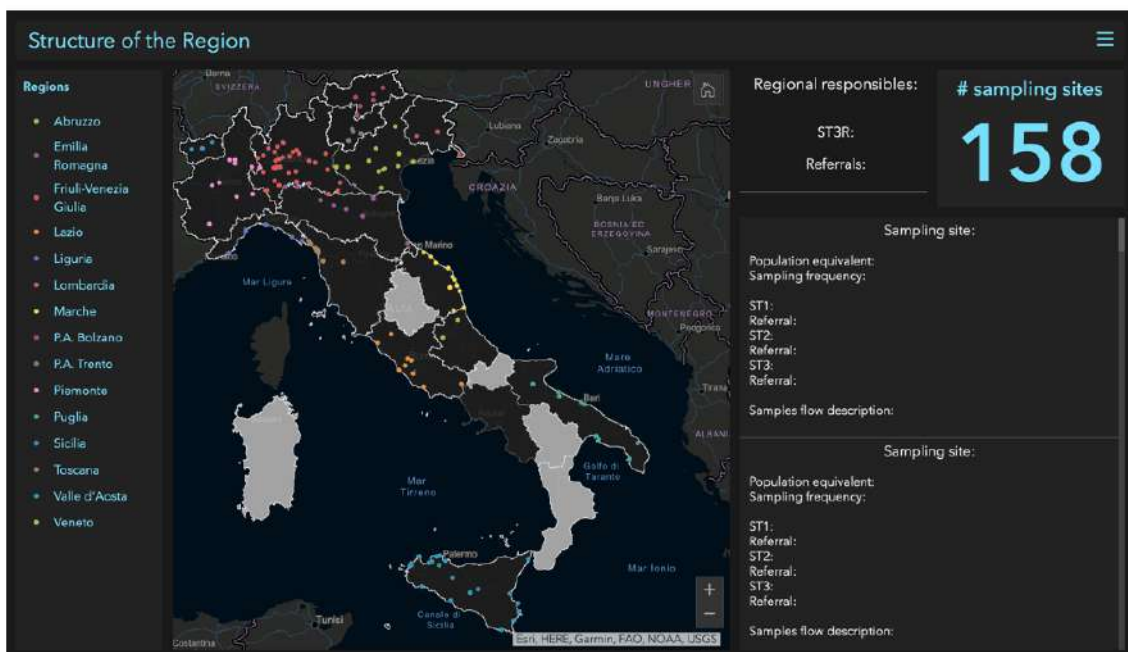 Structure of the Region
Regions
Abruzzo
Emilia
Romagna
Friuli-Venezia
Giulia
Lazio
Liguria
Lombardia
Marche
P.A. Bolzano
P.A. Trento
Piemonte
Puglia
Sicilia
Toscana
Valle d'Aosta
Veneto
Berna
SVIZZERA
UNGHER
Lubiana
Zagabria
CROAZIA
Banja Luka
BOSNIA ED
ERZEGOVINA
Sarajevo
San Marino
Mar Ligure
MONTENEGRO
Podgorica
Mare
Adriatico
Tirana
Bari
ALBANI
Golfo di
Taranto
Mar
Tirreno
Palermo
Mar Ionio
Canale di
Sicilia
Tunisi
Costantina
+
−
Esri, HERE, Garmin, FAO, NOAA, USGS
Regional responsibles:
ST3R:
Referrals:
# sampling sites
158
Sampling site:
Population equivalent:
Sampling frequency:
ST1:
Referral:
ST2:
Referral:
ST3:
Referral:
Samples flow description:
Sampling site:
Population equivalent:
Sampling frequency:
ST1:
Referral:
ST2:
Referral:
ST3:
Referral:
Samples flow description: